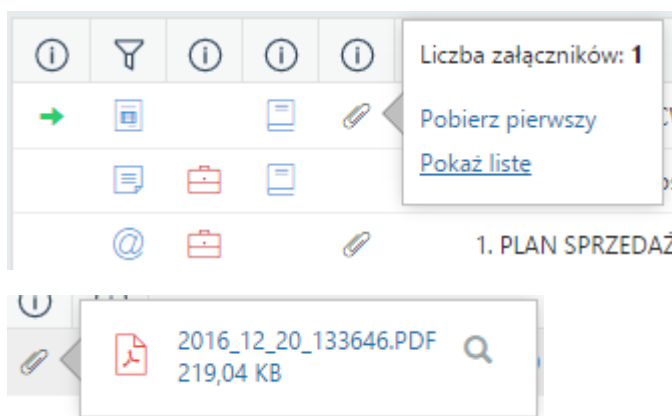 Liczba załączników: 1
Pobierz pierwszy
Pokaż liste
1. PLAN SPRZEDAŻ
2016_12_20_133646.PDF
219,04 KB